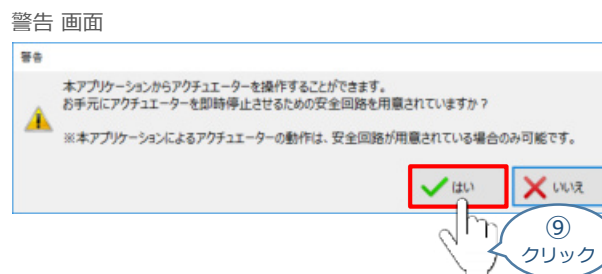 警告 画面
警告
本アプリケーションからアクチュエーターを操作することができます。
お手元にアクチュエーターを即時停止させるための安全回路を用意されていますか?
※本アプリケーションによるアクチュエーターの動作は、安全回路が用意されている場合のみ可能です。
はい
いいえ
⑨
クリック